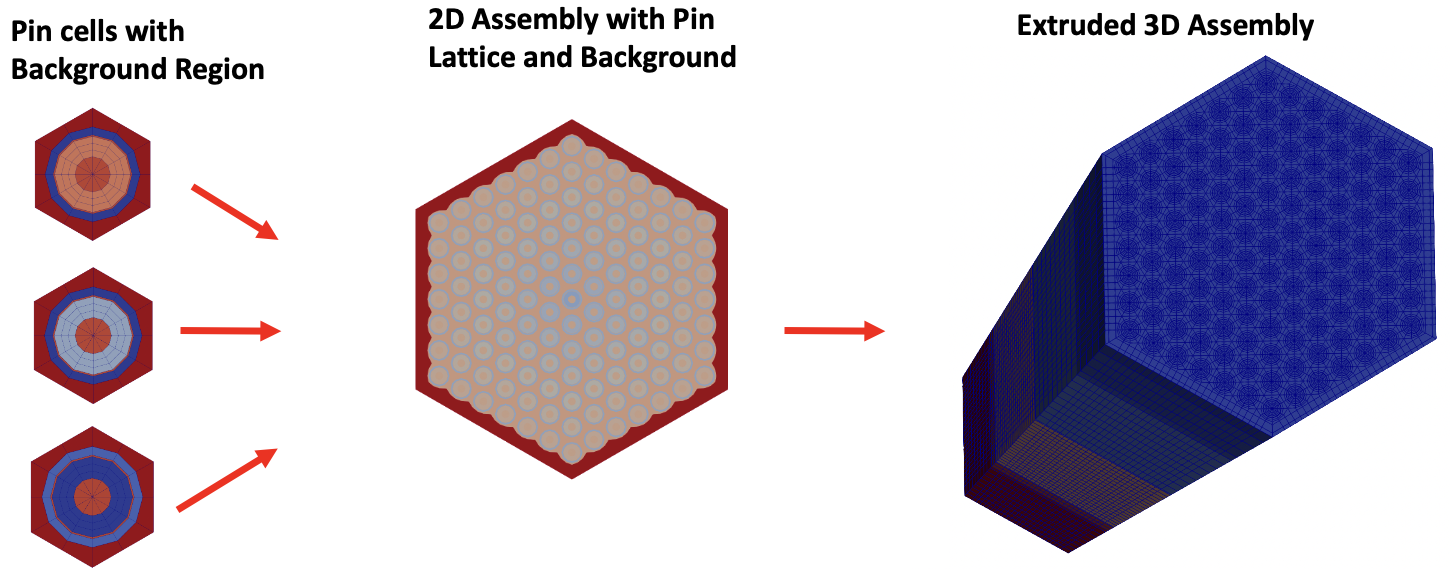 Pin cells with
Background Region
2D Assembly with Pin
Lattice and Background
Extruded 3D Assembly